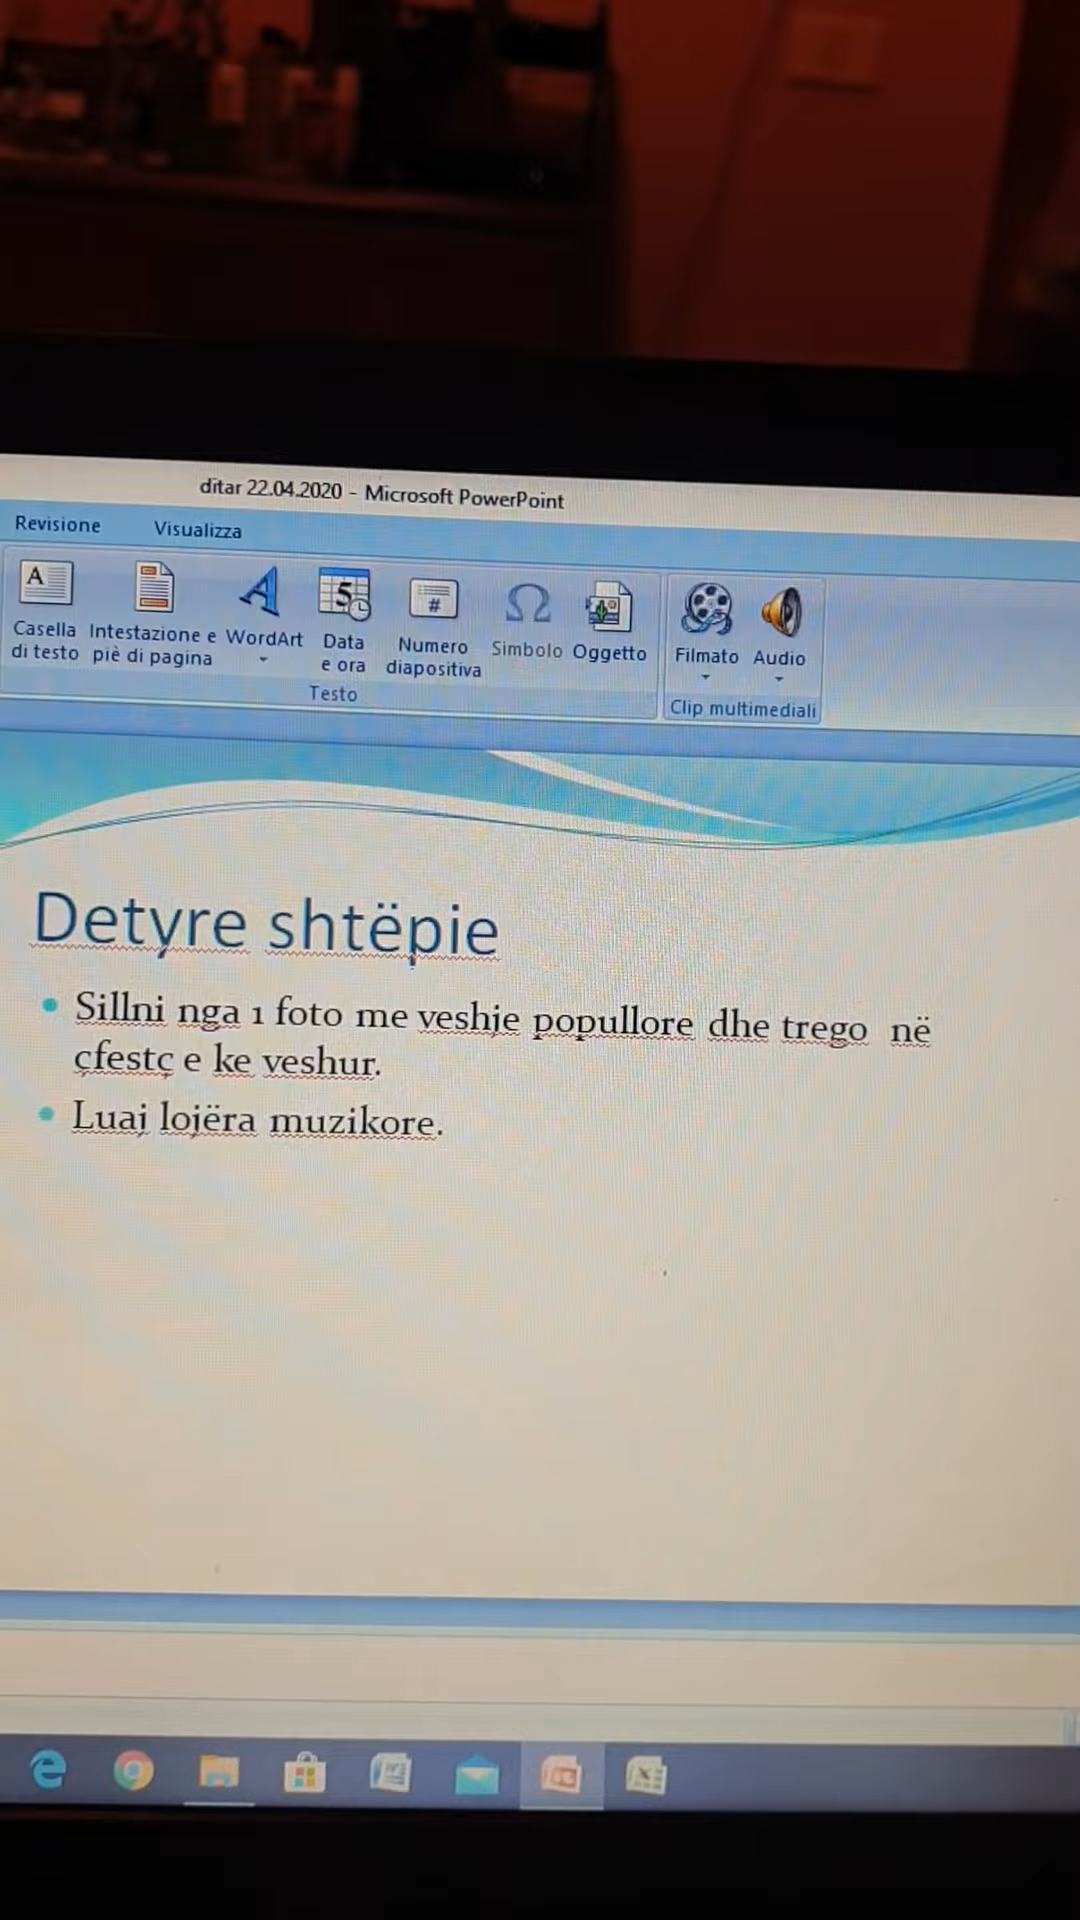 ditar 22.04.2020 - Microsoft PowerPoint
Revisione Visualizza
A A 5 # Ω
Casella di testo
Intestazione e piè di pagina
WordArt
Data e ora
Numero diapositiva
Simbolo
Oggetto
Filmato
Audio
Testo
Clip multimediali
Detyre shtëpie
• Sillni nga 1 foto me veshje popullore dhe trego në
çfestç e ke veshur.
• Luaj lojëra muzikore.